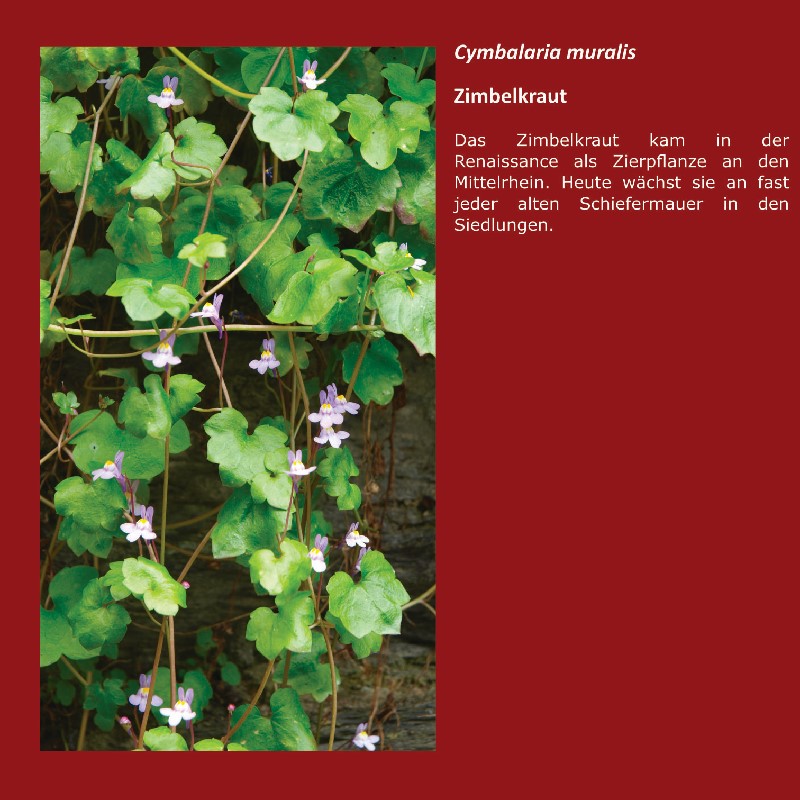 Cymbalaria muralis
Zimbelkraut
Das Zimbelkraut kam in der
Renaissance als Zierpflanze an den
Mittelrhein. Heute wächst sie an fast
jeder alten Schiefermauer in den
Siedlungen.